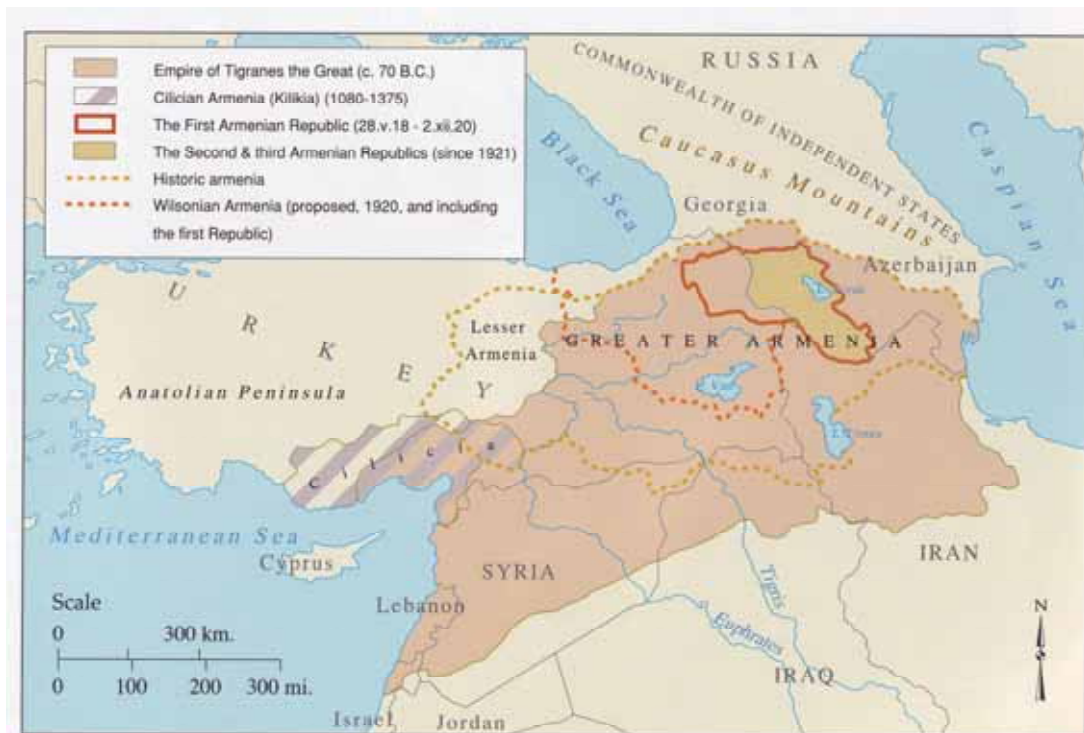 Empire of Tigranes the Great (c. 70 B.C.)
Cilician Armenia (Kilikia) (1080-1375)
The First Armenian Republic (28.v.18 - 2.xii.20)
The Second & third Armenian Republics (since 1921)
Historic armenia
Wilsonian Armenia (proposed, 1920, and including
the first Republic)
RUSSIA
COMMONWEALTH OF INDEPENDENT STATES
Caucasus Mountains
Black Sea
Caspian Sea
Georgia
Azerbaijan
URKEY
Lesser
Armenia
GREATER ARMENIA
Anatolian Peninsula
Van
Cilicia
Mediterranean Sea
Cyprus
SYRIA
IRAN
Lebanon
Tigris
Euphrates
IRAQ
Israel
Jordan
Scale
0 300 km.
0 100 200 300 mi.
N